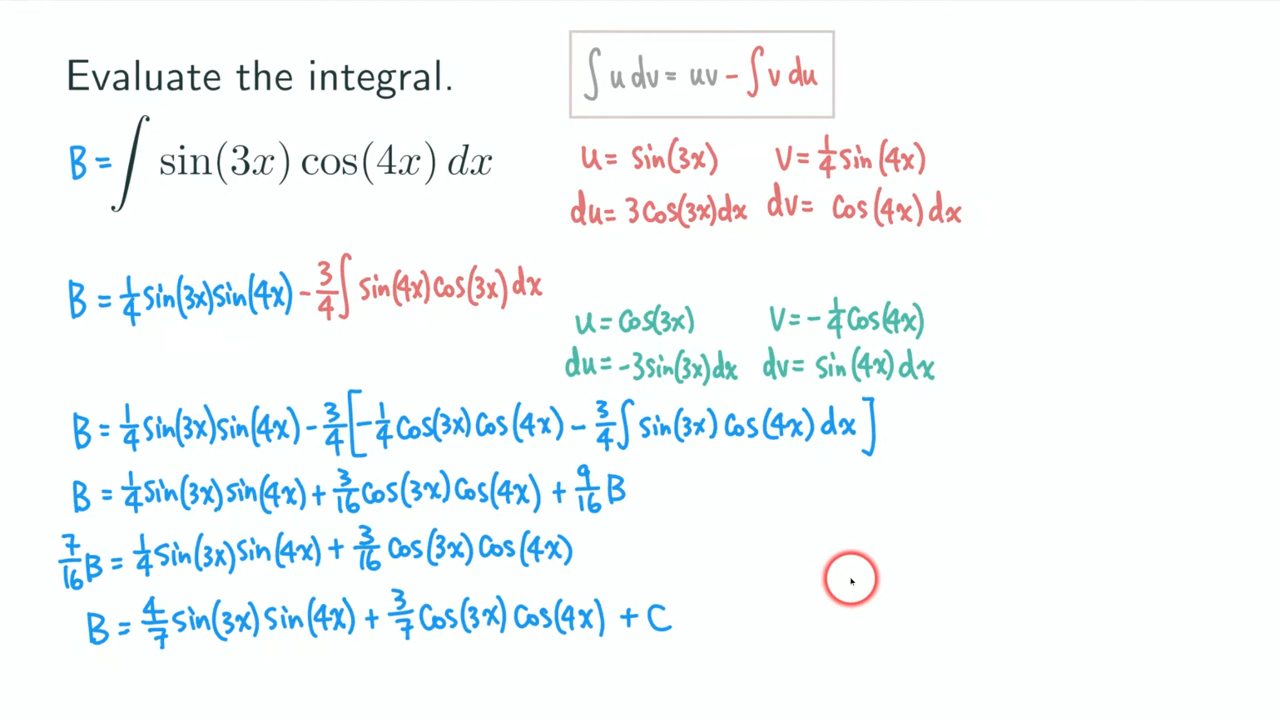 Evaluate the integral.
∫ u dv = uv - ∫ v du
B = ∫ sin(3x) cos(4x) dx
u = sin(3x) v = 1/4 sin(4x)
du = 3cos(3x)dx dv = cos(4x)dx
B = 1/4 sin(3x)sin(4x) - 3/4 ∫ sin(4x)cos(3x)dx
u = cos(3x) v = -1/4 cos(4x)
du = -3sin(3x)dx dv = sin(4x)dx
B = 1/4 sin(3x)sin(4x) - 3/4 [-1/4 cos(3x)cos(4x) - 3/4 ∫ sin(3x)cos(4x)dx]
B = 1/4 sin(3x)sin(4x) + 3/16 cos(3x)cos(4x) + 9/16 B
7/16 B = 1/4 sin(3x)sin(4x) + 3/16 cos(3x)cos(4x)
B = 4/7 sin(3x)sin(4x) + 3/7 cos(3x)cos(4x) + C